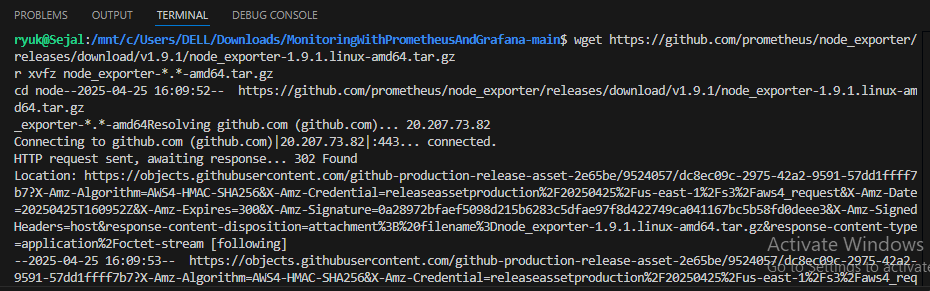 PROBLEMS OUTPUT TERMINAL DEBUG CONSOLE
ryuk@Sejal:/mnt/c/Users/DELL/Downloads/MonitoringWithPrometheusAndGrafana-main$ wget https://github.com/prometheus/node_exporter/
releases/download/v1.9.1/node_exporter-1.9.1.linux-amd64.tar.gz
r xvfz node_exporter-*.*-amd64.tar.gz
cd node--2025-04-25 16:09:52-- https://github.com/prometheus/node_exporter/releases/download/v1.9.1/node_exporter-1.9.1.linux-am
d64.tar.gz
_exporter-*.*-amd64Resolving github.com (github.com)... 20.207.73.82
Connecting to github.com (github.com)|20.207.73.82|:443... connected.
HTTP request sent, awaiting response... 302 Found
Location: https://objects.githubusercontent.com/github-production-release-asset-2e65be/9524057/dc8ec09c-2975-42a2-9591-57dd1ffff7
b7?X-Amz-Algorithm=AWS4-HMAC-SHA256&X-Amz-Credential=releaseassetproduction%2F20250425%2Fus-east-1%2Fs3%2Faws4_request&X-Amz-Date
=20250425T160952Z&X-Amz-Expires=300&X-Amz-Signature=0a28972bfaef5098d215b6283c5dfae97f8d422749ca041167bc5b58fd0deee3&X-Amz-Signed
Headers=host&response-content-disposition=attachment%3B%20filename%3Dnode_exporter-1.9.1.linux-amd64.tar.gz&response-content-type
=application%2Foctet-stream [following]
--2025-04-25 16:09:53-- https://objects.githubusercontent.com/github-production-release-asset-2e65be/9524057/dc8ec09c-2975-42a2-
9591-57dd1ffff7b7?X-Amz-Algorithm=AWS4-HMAC-SHA256&X-Amz-Credential=releaseassetproduction%2F20250425%2Fus-east-1%2Fs3%2Faws4_req
Activate Windows
Go to Settings to activate